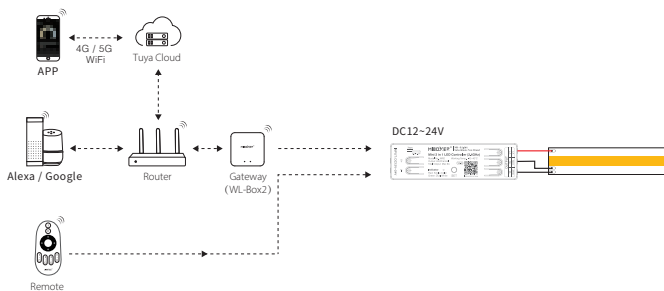 4G / 5G
WiFi
APP
Tuya Cloud
DC12~24V
Alexa / Google
Router
Gateway
(WL-Box2)
Remote